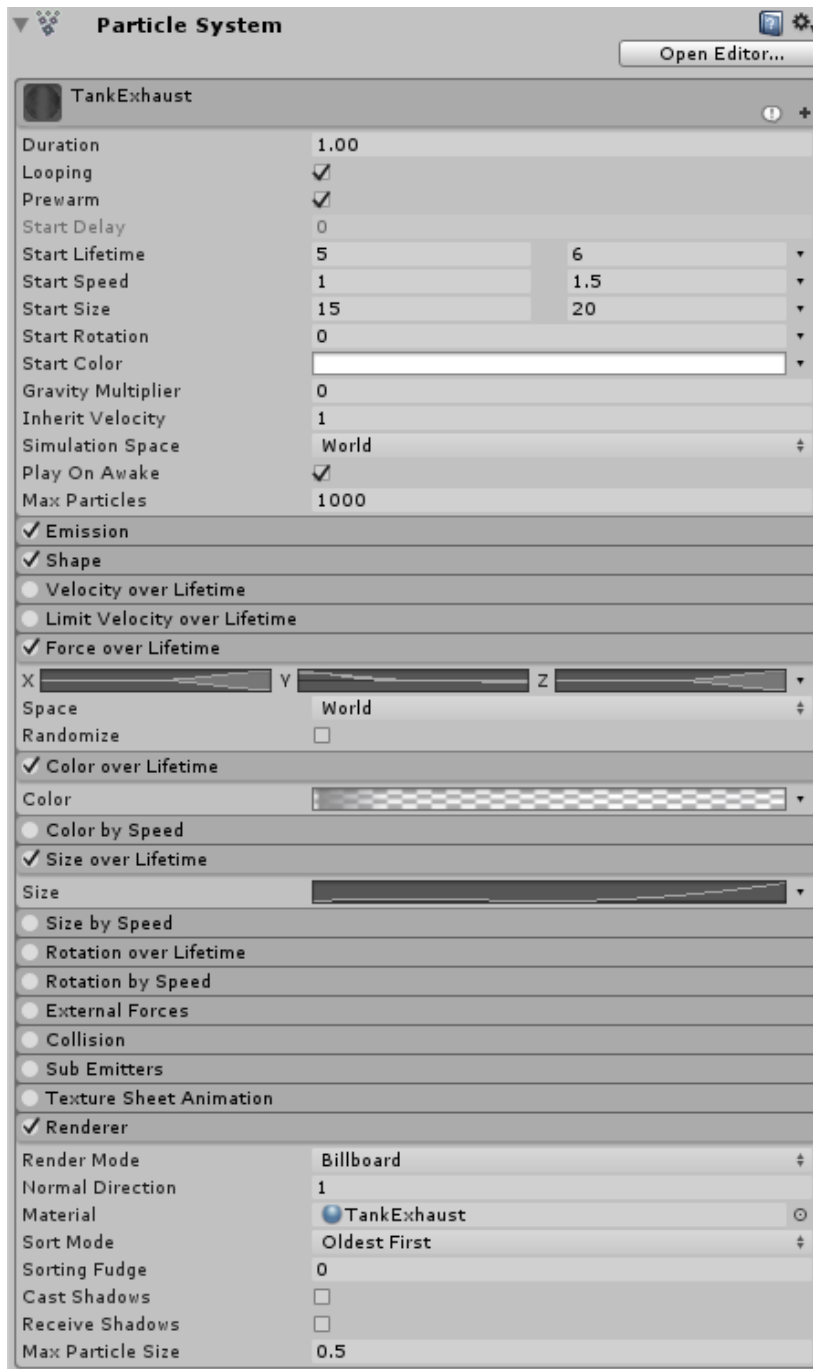 Particle System
Open Editor...
TankExhaust
Duration 1.00
Looping
Prewarm
Start Delay 0
Start Lifetime 5 6
Start Speed 1 1.5
Start Size 15 20
Start Rotation 0
Start Color
Gravity Multiplier 0
Inherit Velocity 1
Simulation Space World
Play On Awake
Max Particles 1000
Emission
Shape
Velocity over Lifetime
Limit Velocity over Lifetime
Force over Lifetime
X Y Z
Space World
Randomize
Color over Lifetime
Color
Color by Speed
Size over Lifetime
Size
Size by Speed
Rotation over Lifetime
Rotation by Speed
External Forces
Collision
Sub Emitters
Texture Sheet Animation
Renderer
Render Mode Billboard
Normal Direction 1
Material TankExhaust
Sort Mode Oldest First
Sorting Fudge 0
Cast Shadows
Receive Shadows
Max Particle Size 0.5